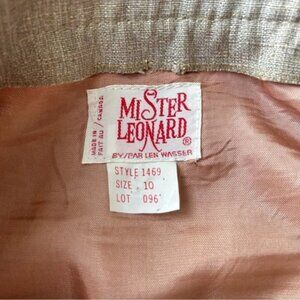 MADE IN / CANADA
FAIT AU
MISTER
LEONARD
®
BY/PAR LEN WASSER
STYLE 1469
SIZE 10
LOT 096